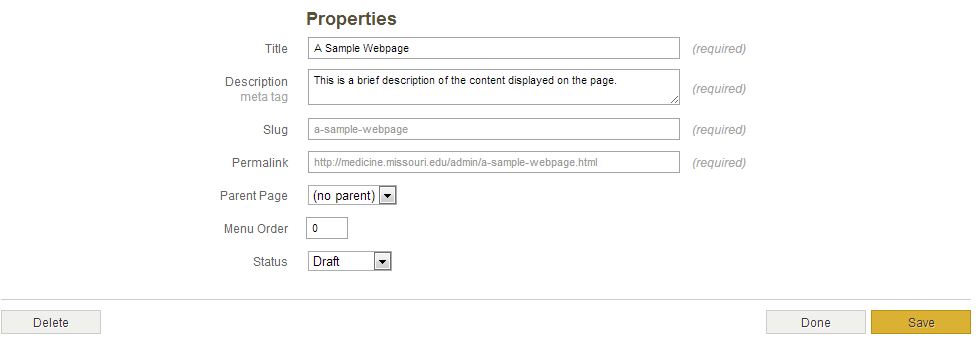 Properties
Title A Sample Webpage (required)
Description This is a brief description of the content displayed on the page. (required)
meta tag
Slug a-sample-webpage (required)
Permalink http://medicine.missouri.edu/admin/a-sample-webpage.html (required)
Parent Page (no parent)
Menu Order 0
Status Draft
Delete Done Save